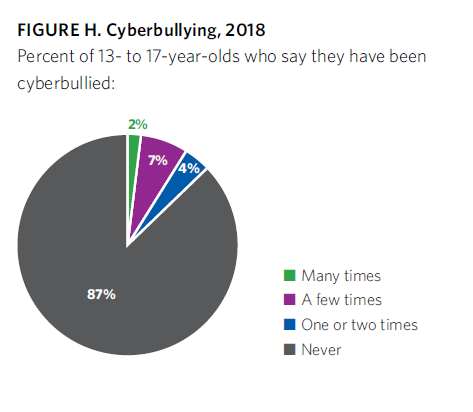 FIGURE H. Cyberbullying, 2018
Percent of 13- to 17-year-olds who say they have been
cyberbullied:
2%
7%
4%
87%
Many times
A few times
One or two times
Never